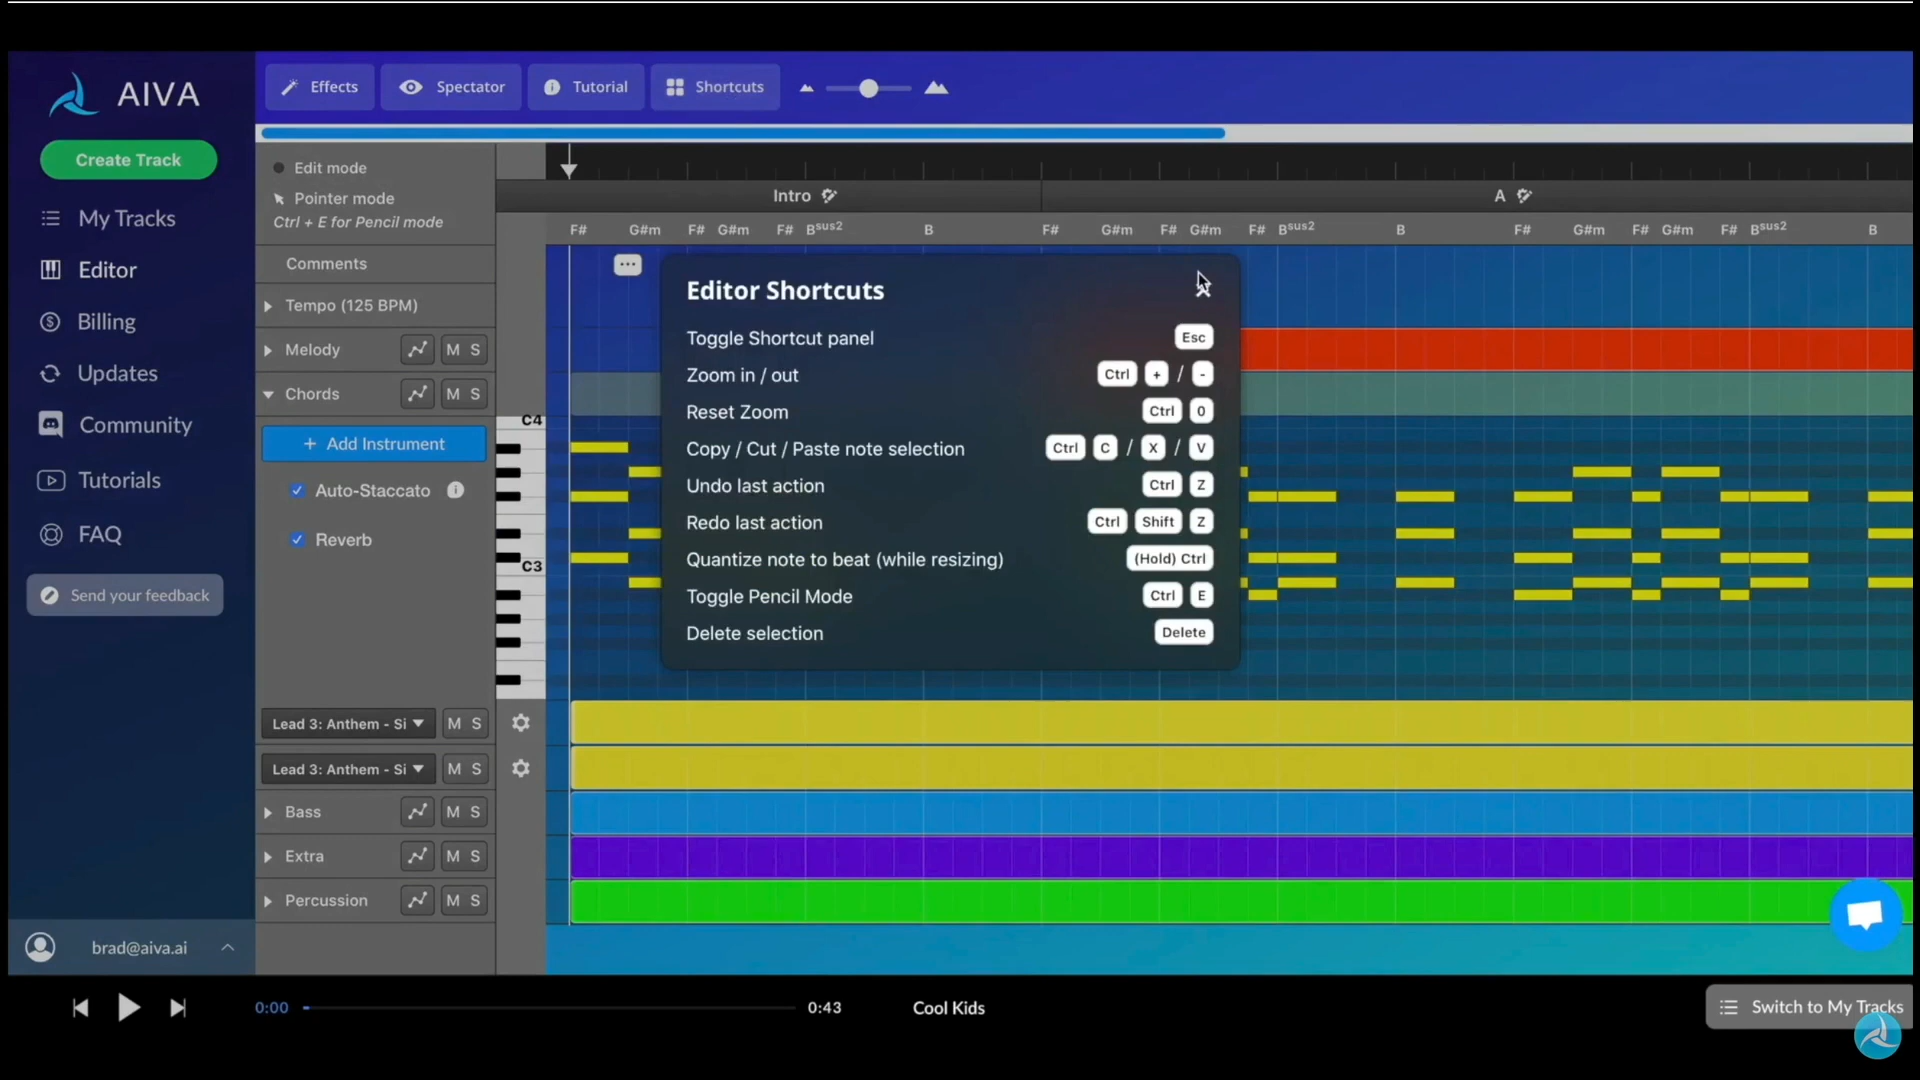 AIVA
Effects
Spectator
Tutorial
Shortcuts
Create Track
My Tracks
Editor
Billing
Updates
Community
Tutorials
FAQ
Send your feedback
brad@aiva.ai
Edit mode
Pointer mode
Ctrl + E for Pencil mode
Comments
Tempo (125 BPM)
Melody M S
Chords M S
+ Add Instrument
Auto-Staccato
Reverb
Lead 3: Anthem - Si M S
Lead 3: Anthem - Si M S
Bass M S
Extra M S
Percussion M S
Intro A
F# G#m F# G#m F# Bsus2 B F# G#m F# G#m F# Bsus2 B F# G#m F# G#m F# Bsus2 B
C4
C3
Editor Shortcuts
Toggle Shortcut panel Esc
Zoom in / out Ctrl + / -
Reset Zoom Ctrl 0
Copy / Cut / Paste note selection Ctrl C / X / V
Undo last action Ctrl Z
Redo last action Ctrl Shift Z
Quantize note to beat (while resizing) (Hold) Ctrl
Toggle Pencil Mode Ctrl E
Delete selection Delete
0:00 0:43 Cool Kids Switch to My Tracks